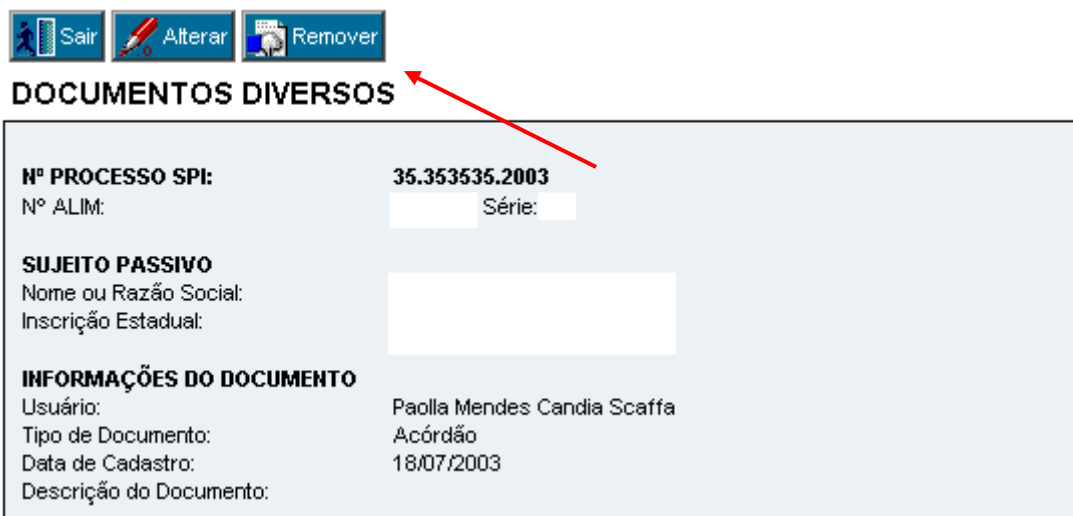 Sair Alterar Remover
DOCUMENTOS DIVERSOS
Nº PROCESSO SPI: 35.353535.2003
Nº ALIM: Série:
SUJEITO PASSIVO
Nome ou Razão Social:
Inscrição Estadual:
INFORMAÇÕES DO DOCUMENTO
Usuário: Paolla Mendes Candia Scaffa
Tipo de Documento: Acórdão
Data de Cadastro: 18/07/2003
Descrição do Documento: